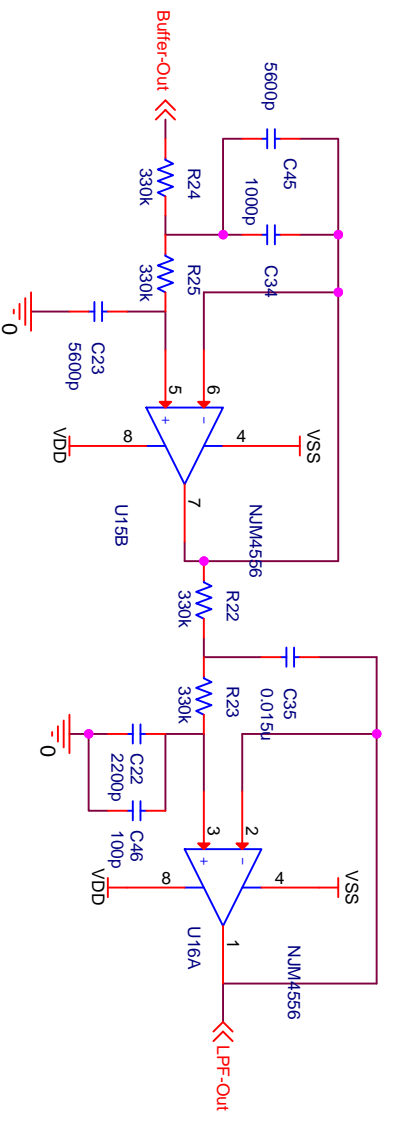 Buffer-Out
R24
330k
5600p
C45
1000p
C34
R25
330k
C23
5600p
0
6
5
−
+
4
8
VSS
VDD
7
U15B
NJM4556
R22
330k
C35
0.015u
R23
330k
C22
2200p
C46
100p
0
2
3
−
+
4
8
VSS
VDD
1
U16A
NJM4556
LPF-Out